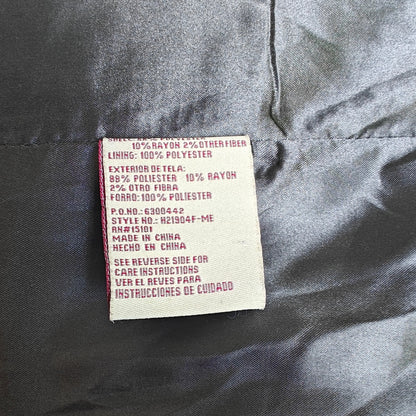 POLYESTER
10% RAYON 2% OTHER FIBER
LINING: 100% POLYESTER
EXTERIOR DE TELA:
88% POLIESTER 10% RAYON
2% OTRO FIBRA
FORRO: 100% POLIESTER
P.O.NO.: 6300442
STYLE NO.: H21904F-ME
RN#15101
MADE IN CHINA
HECHO EN CHINA
SEE REVERSE SIDE FOR
CARE INSTRUCTIONS
VER EL REVES PARA
INSTRUCCIONES DE CUIDADO